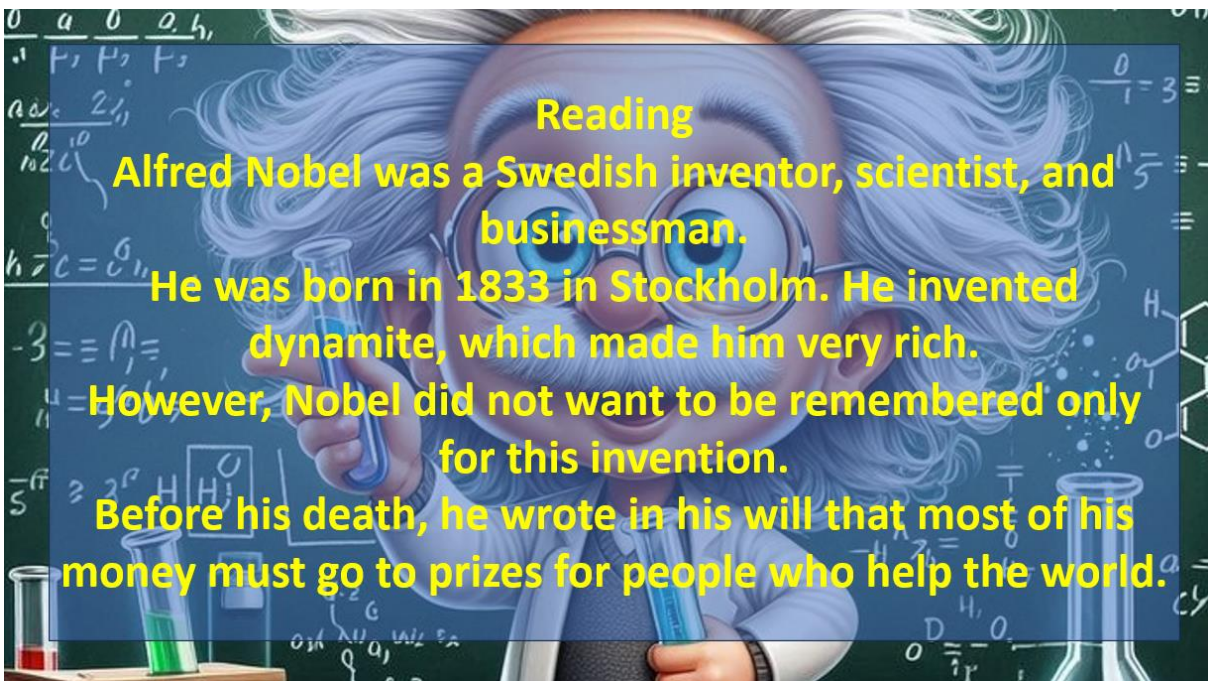 Reading
Alfred Nobel was a Swedish inventor, scientist, and
businessman.
He was born in 1833 in Stockholm. He invented
dynamite, which made him very rich.
However, Nobel did not want to be remembered only
for this invention.
Before his death, he wrote in his will that most of his
money must go to prizes for people who help the world.